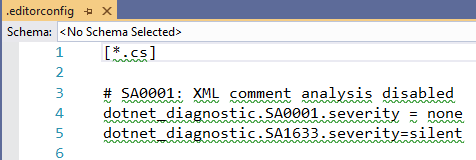 .editorconfig
Schema: <No Schema Selected>
1 [*.cs]
2
3 # SA0001: XML comment analysis disabled
4 dotnet_diagnostic.SA0001.severity = none
5 dotnet_diagnostic.SA1633.severity=silent
6